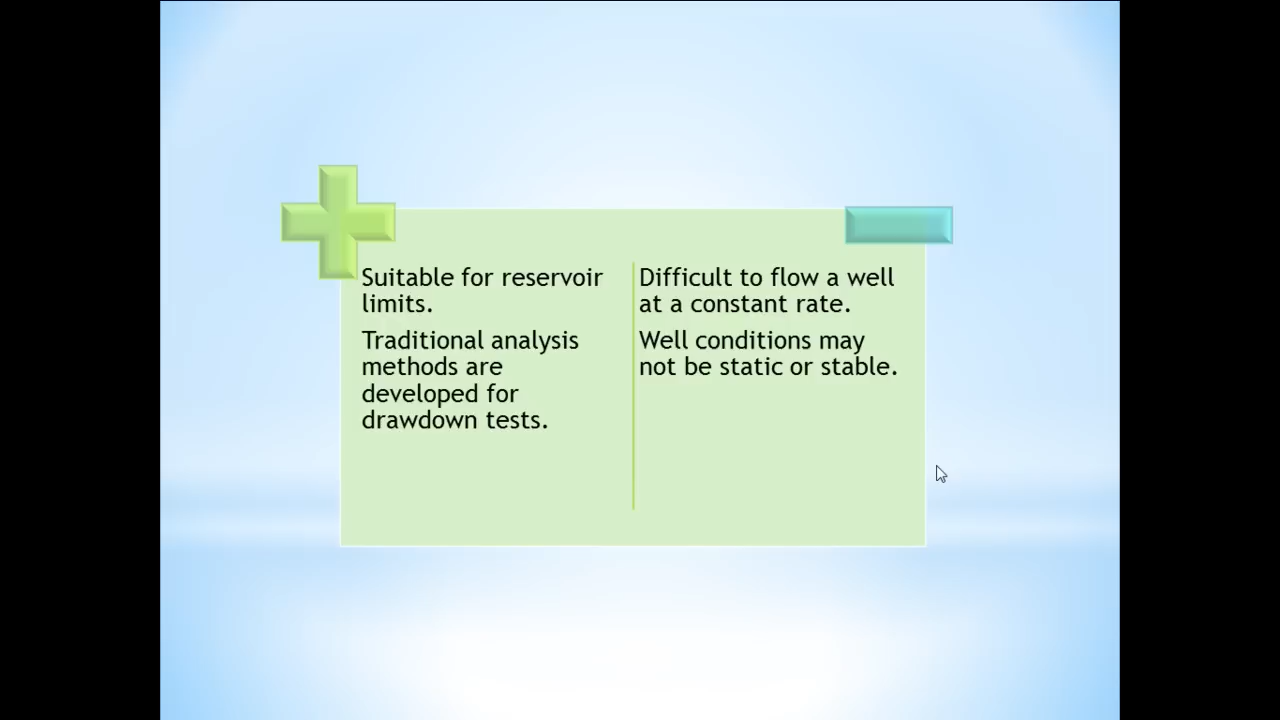 Suitable for reservoir
limits.
Traditional analysis
methods are
developed for
drawdown tests.
Difficult to flow a well
at a constant rate.
Well conditions may
not be static or stable.